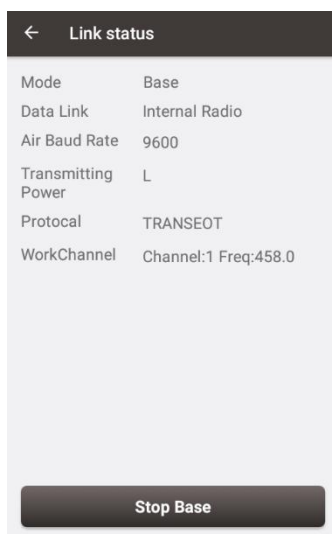 Link status
Mode Base
Data Link Internal Radio
Air Baud Rate 9600
Transmitting Power L
Protocal TRANSEOT
WorkChannel Channel:1 Freq:458.0
Stop Base